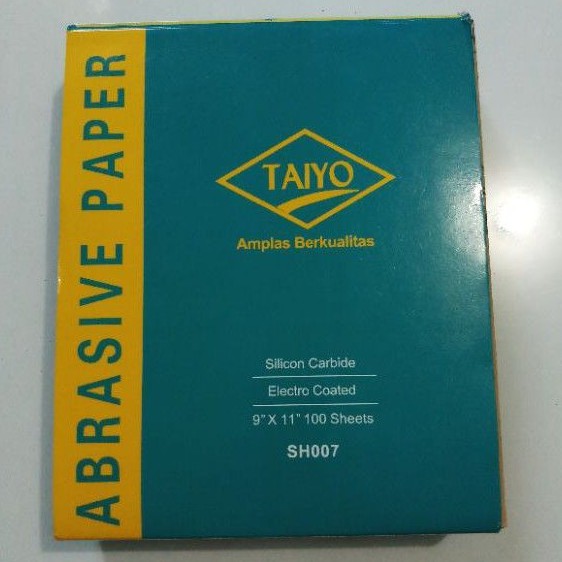 ABRASIVE PAPER
TAIYO
Amplas Berkualitas
Silicon Carbide
Electro Coated
9" X 11" 100 Sheets
SH007